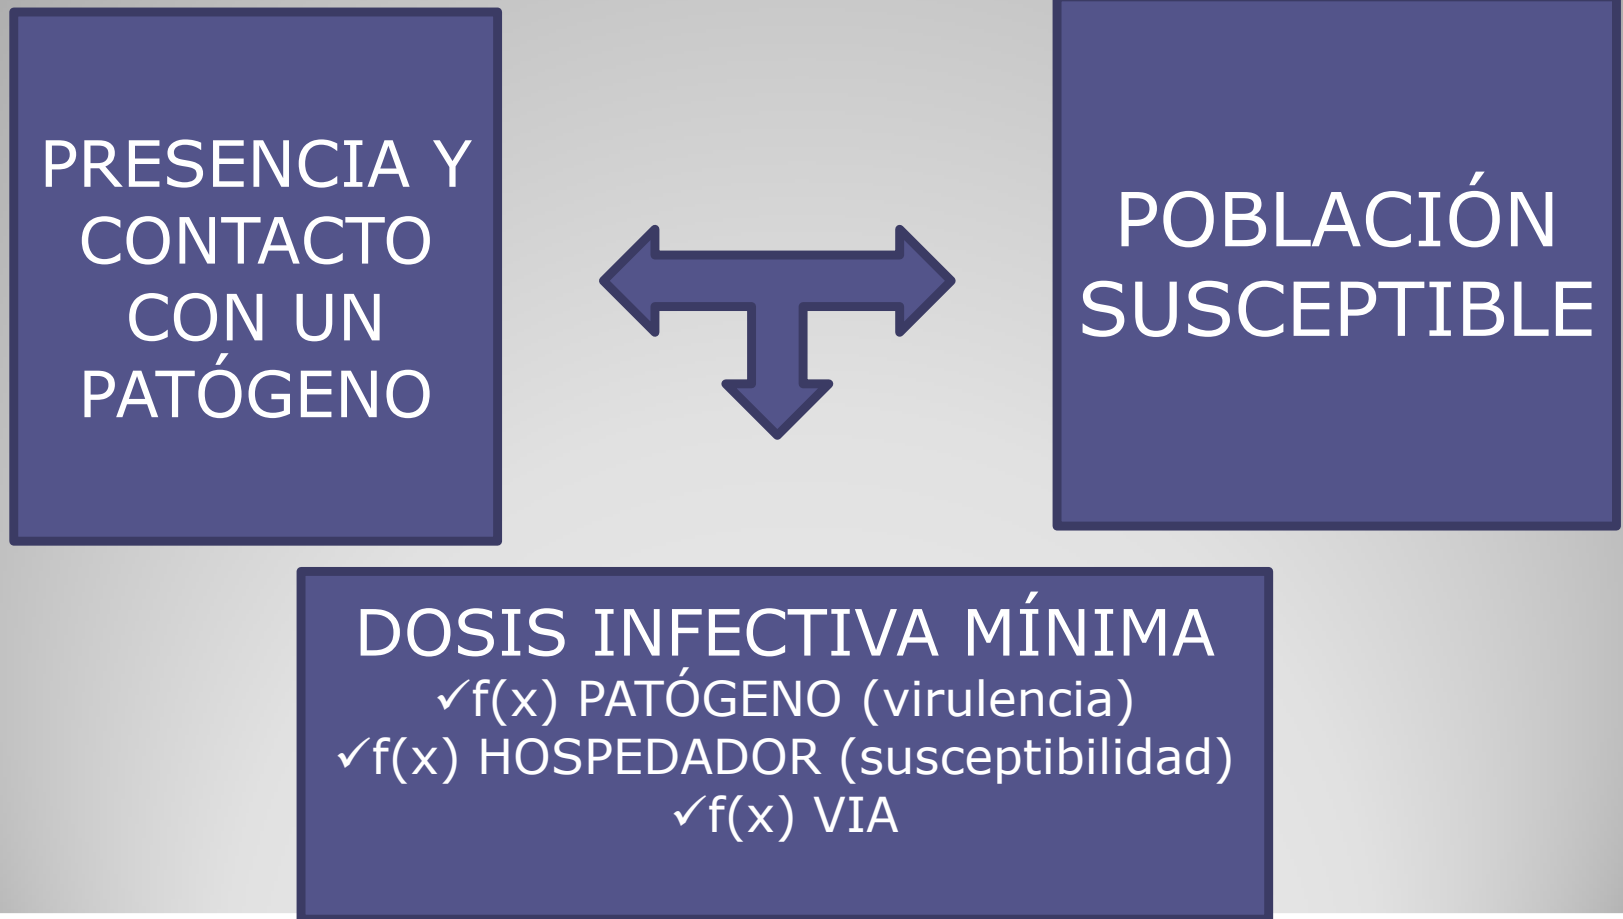 PRESENCIA Y
CONTACTO
CON UN
PATÓGENO
POBLACIÓN
SUSCEPTIBLE
DOSIS INFECTIVA MÍNIMA
✓f(x) PATÓGENO (virulencia)
✓f(x) HOSPEDADOR (susceptibilidad)
✓f(x) VIA